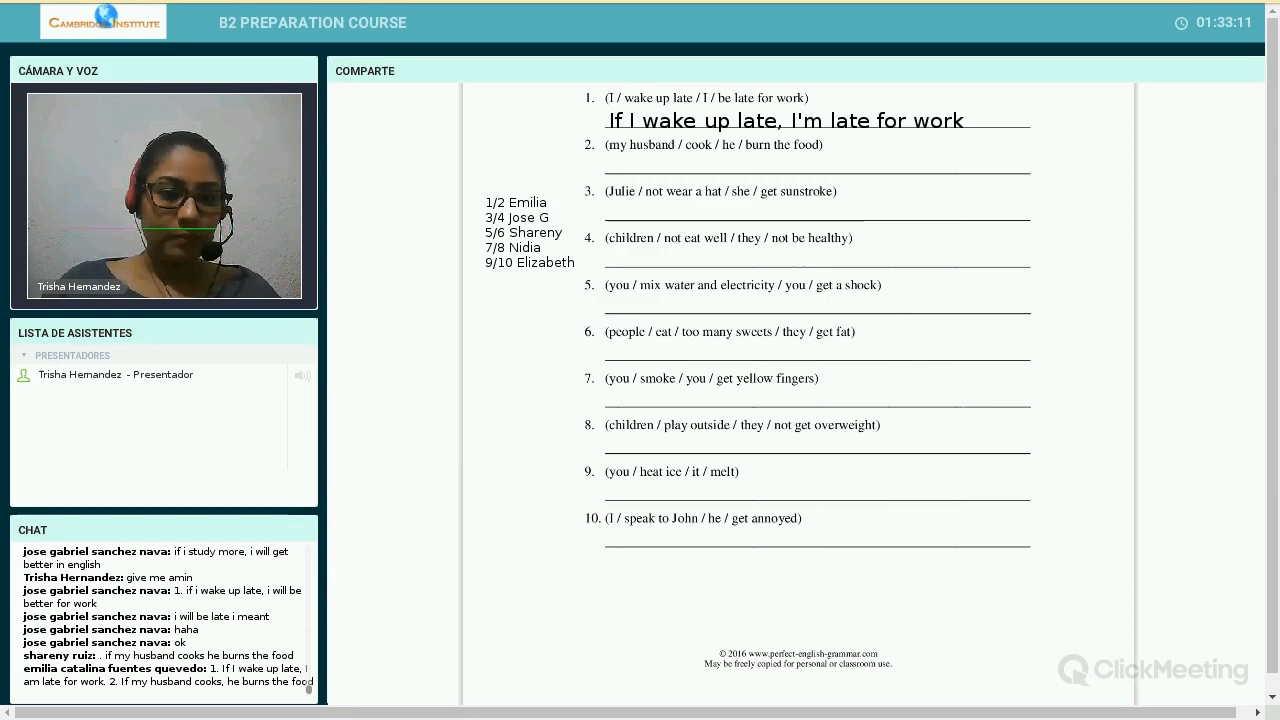 CAMBRIDGE INSTITUTE
B2 PREPARATION COURSE
01:33:11
CÁMARA Y VOZ
Trisha Hernandez
LISTA DE ASISTENTES
PRESENTADORES
Trisha Hernandez - Presentador
CHAT
jose gabriel sanchez nava: if i study more, i will get
better in english
Trisha Hernandez: give me amin
jose gabriel sanchez nava: 1. if i wake up late, i will be
better for work
jose gabriel sanchez nava: i will be late i meant
jose gabriel sanchez nava: haha
jose gabriel sanchez nava: ok
shareny ruiz: . if my husband cooks he burns the food
emilia catalina fuentes quevedo: 1. If I wake up late, I
am late for work. 2. If my husband cooks, he burns the food
COMPARTE
1. (I / wake up late / I / be late for work)
If I wake up late, I'm late for work
2. (my husband / cook / he / burn the food)
3. (Julie / not wear a hat / she / get sunstroke)
4. (children / not eat well / they / not be healthy)
5. (you / mix water and electricity / you / get a shock)
6. (people / eat / too many sweets / they / get fat)
7. (you / smoke / you / get yellow fingers)
8. (children / play outside / they / not get overweight)
9. (you / heat ice / it / melt)
10. (I / speak to John / he / get annoyed)
1/2 Emilia
3/4 Jose G
5/6 Shareny
7/8 Nidia
9/10 Elizabeth
© 2016 www.perfect-english-grammar.com
May be freely copied for personal or classroom use.
ClickMeeting